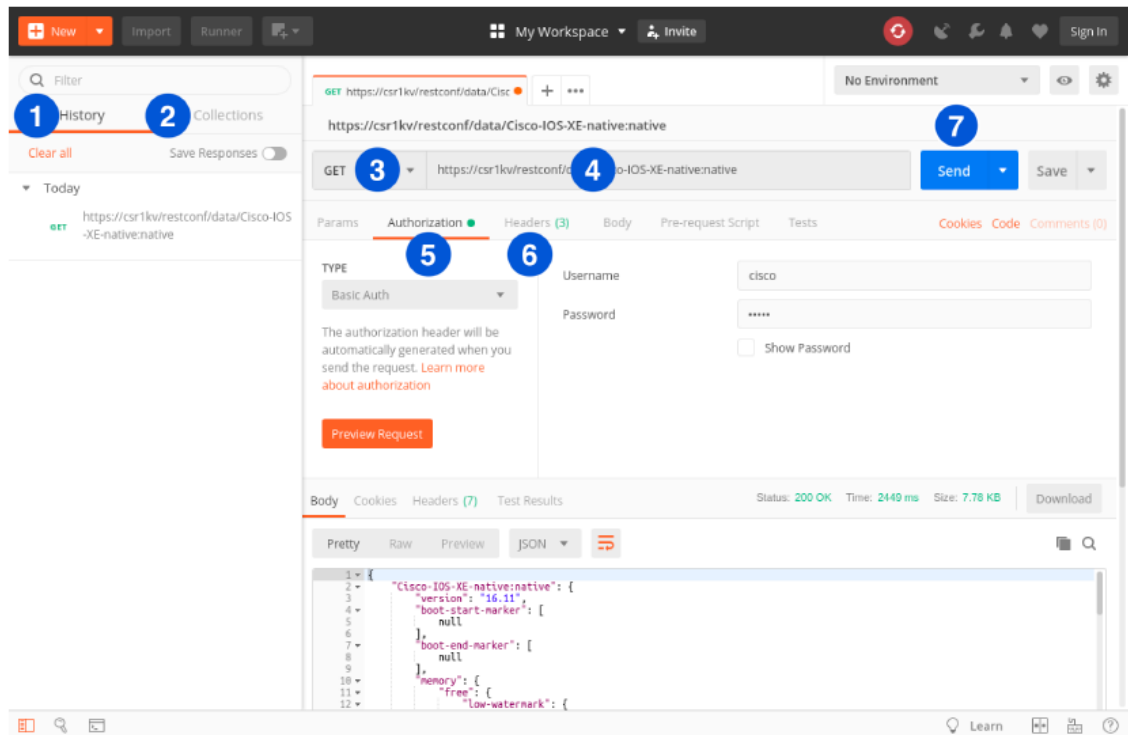 New
Import
Runner
My Workspace
Invite
Sign In
Filter
1
History
2
Collections
Clear all
Save Responses
Today
GET
https://csr1kv/restconf/data/Cisco-IOS
-XE-native:native
GET https://csr1kv/restconf/data/Cisc
No Environment
https://csr1kv/restconf/data/Cisco-IOS-XE-native:native
7
GET
3
https://csr1kv/restconf/
4
o-IOS-XE-native:native
Send
Save
Params
Authorization
Headers (3)
Body
Pre-request Script
Tests
Cookies
Code
Comments (0)
5
6
TYPE
Basic Auth
The authorization header will be
automatically generated when you
send the request. Learn more
about authorization
Preview Request
Username
cisco
Password
•••••
Show Password
Body
Cookies
Headers (7)
Test Results
Status: 200 OK
Time: 2449 ms
Size: 7.78 KB
Download
Pretty
Raw
Preview
JSON
1 {
2 "Cisco-IOS-XE-native:native": {
3 "version": "16.11",
4 "boot-start-marker": [
5 null
6 ],
7 "boot-end-marker": [
8 null
9 ],
10 "memory": {
11 "free": {
12 "low-watermark": {
Learn